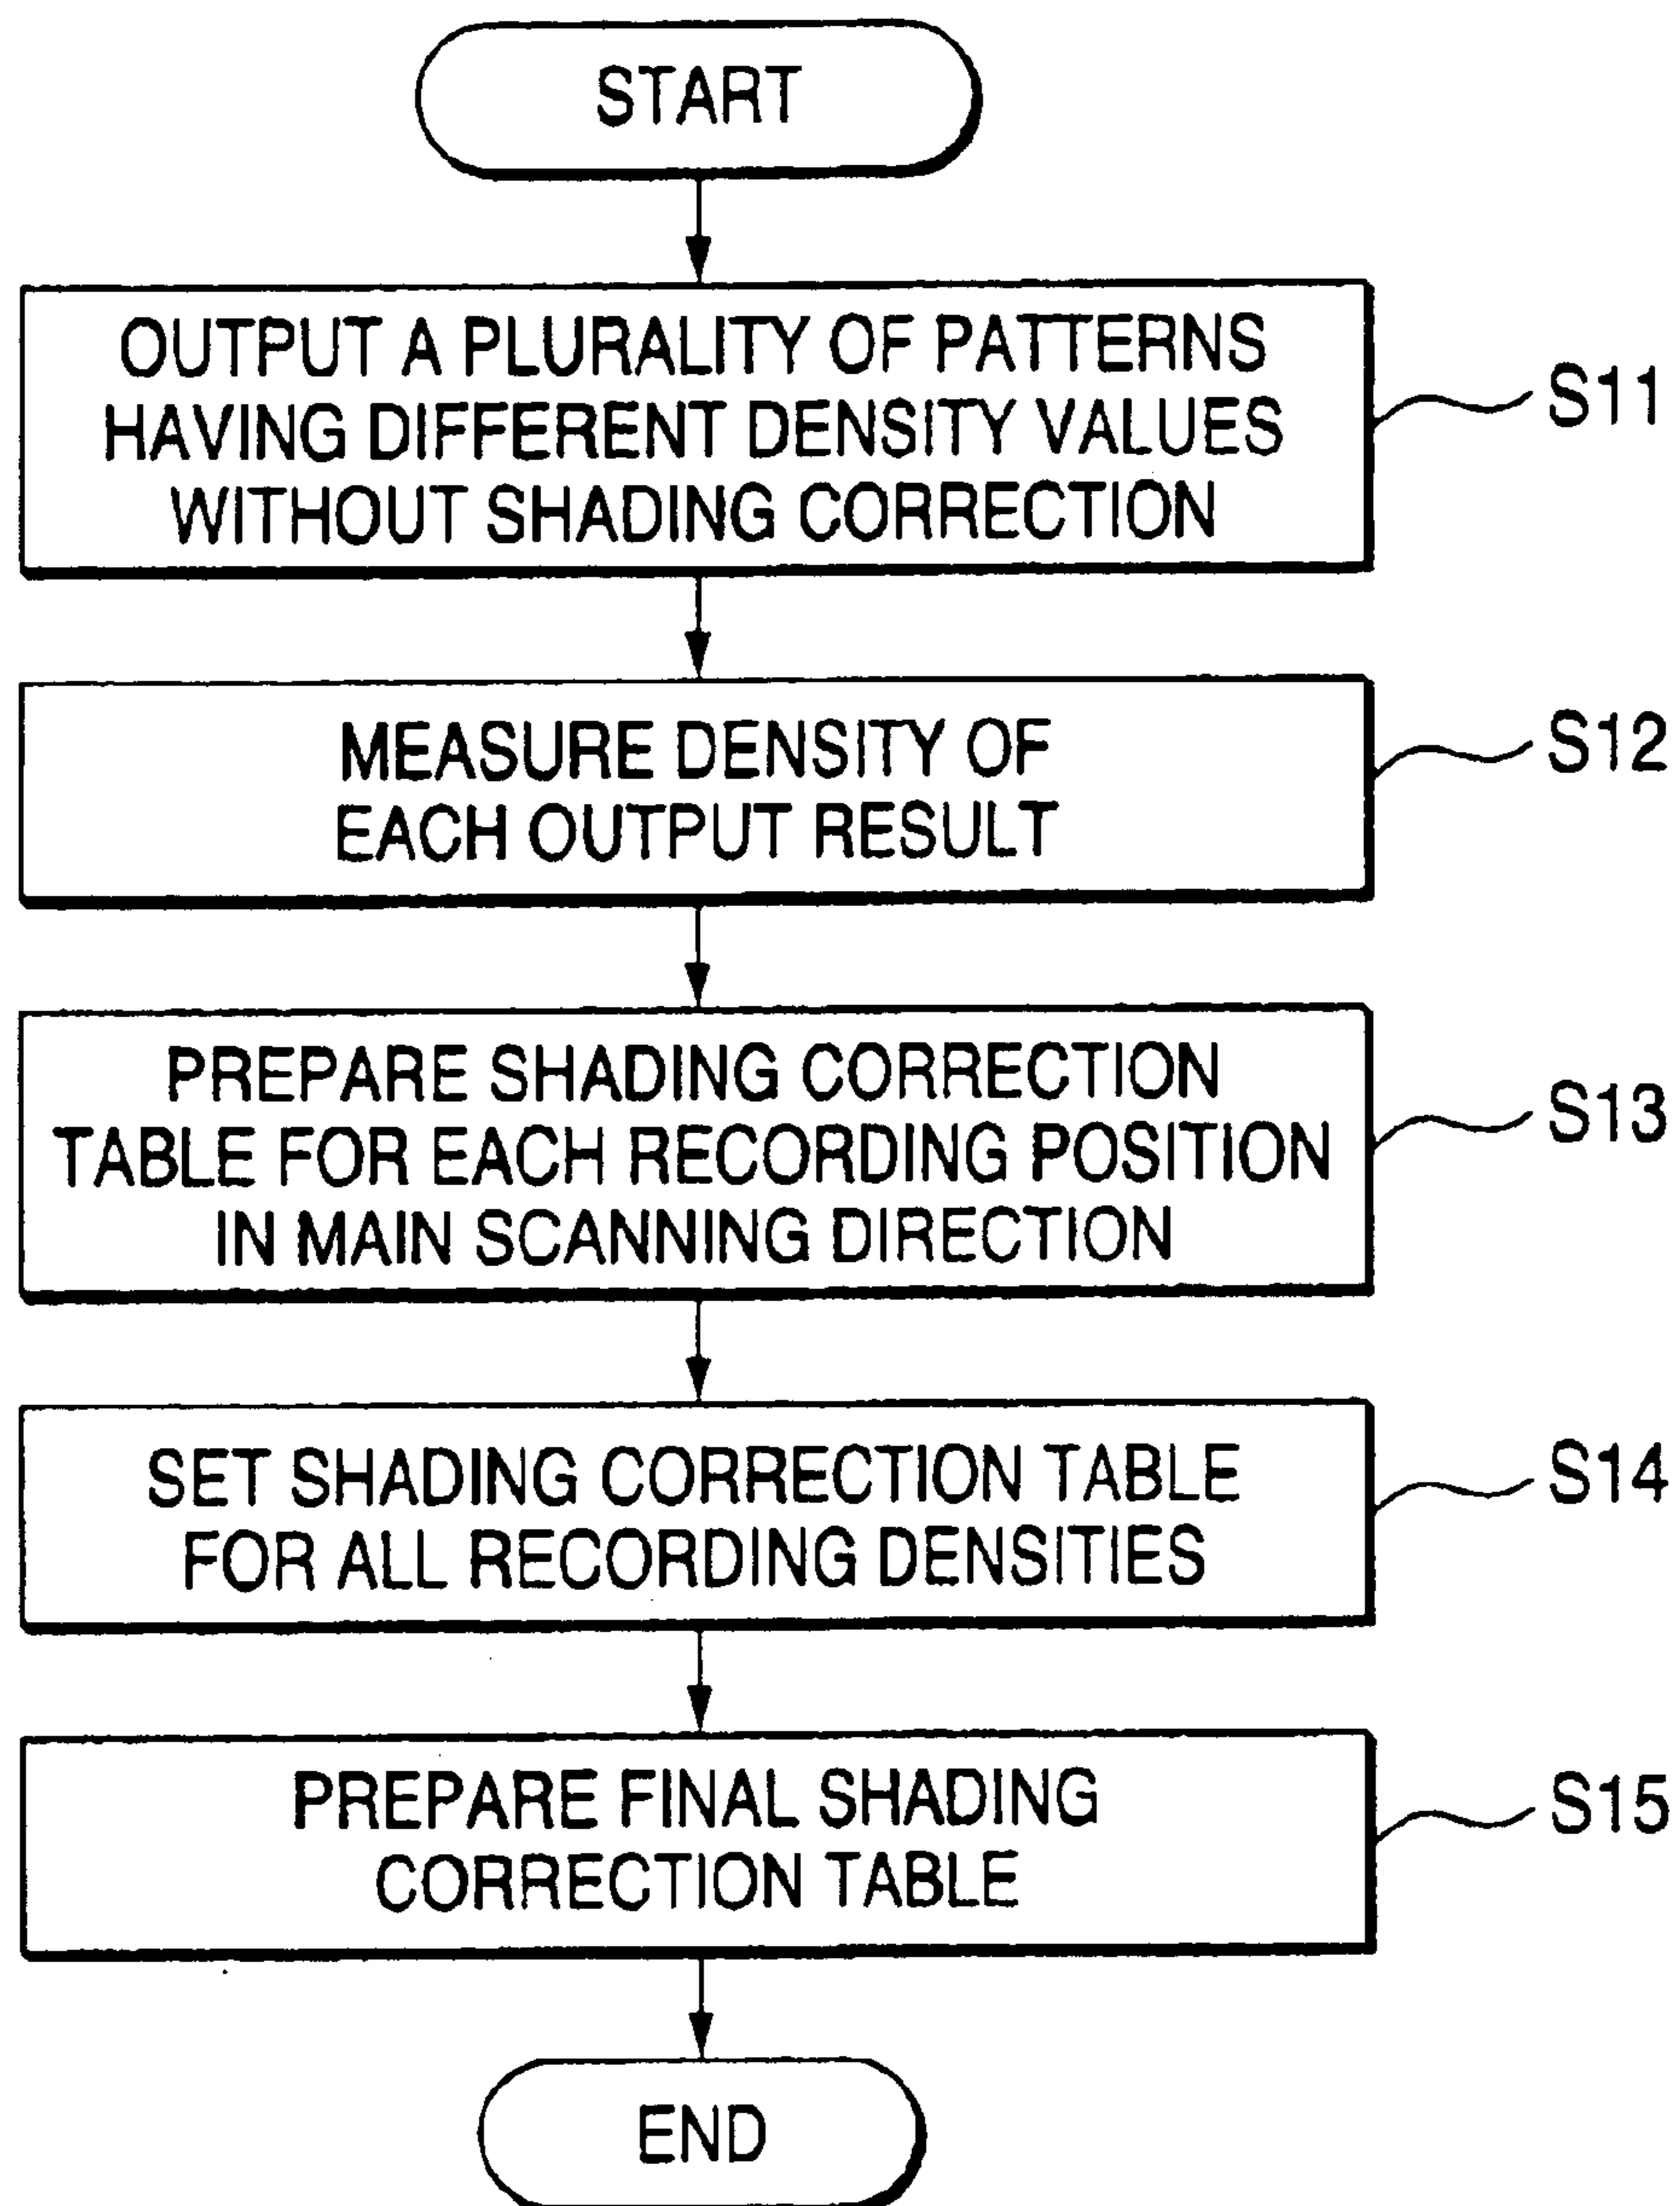 START
OUTPUT A PLURALITY OF PATTERNS
HAVING DIFFERENT DENSITY VALUES
WITHOUT SHADING CORRECTION
S11
MEASURE DENSITY OF
EACH OUTPUT RESULT
S12
PREPARE SHADING CORRECTION
TABLE FOR EACH RECORDING POSITION
IN MAIN SCANNING DIRECTION
S13
SET SHADING CORRECTION TABLE
FOR ALL RECORDING DENSITIES
S14
PREPARE FINAL SHADING
CORRECTION TABLE
S15
END